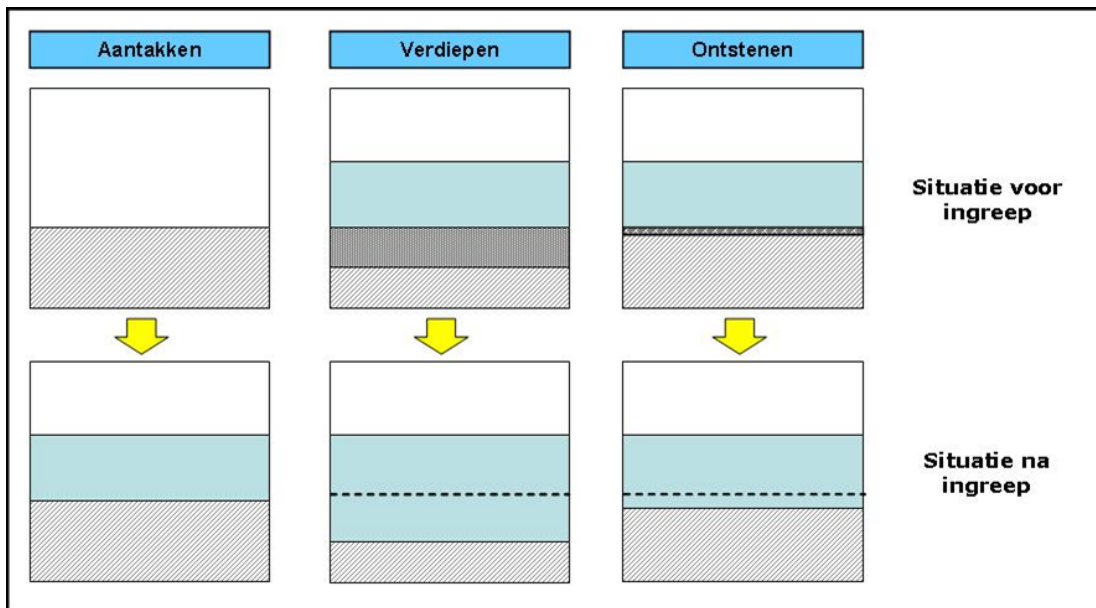 Aantakken
Verdiepen
Ontstenen
Situatie voor
ingreep
Situatie na
ingreep